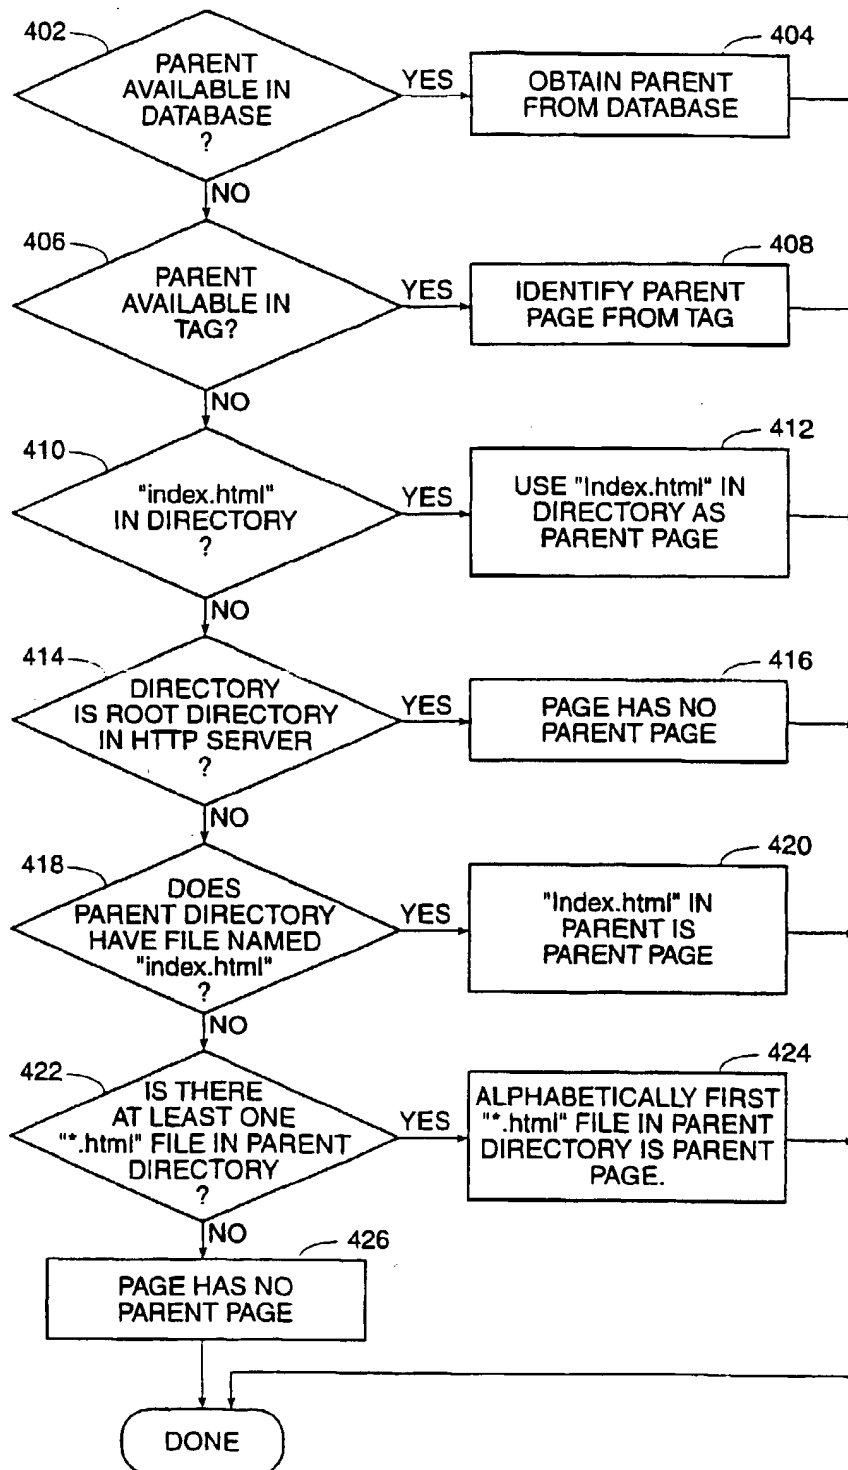 402
PARENT
AVAILABLE IN
DATABASE
?
YES
404
OBTAIN PARENT
FROM DATABASE
NO
406
PARENT
AVAILABLE IN
TAG?
YES
408
IDENTIFY PARENT
PAGE FROM TAG
NO
410
"index.html"
IN DIRECTORY
?
YES
412
USE "Index.html" IN
DIRECTORY AS
PARENT PAGE
NO
414
DIRECTORY
IS ROOT DIRECTORY
IN HTTP SERVER
?
YES
416
PAGE HAS NO
PARENT PAGE
NO
418
DOES
PARENT DIRECTORY
HAVE FILE NAMED
"index.html"
?
YES
420
"Index.html" IN
PARENT IS
PARENT PAGE
NO
422
IS THERE
AT LEAST ONE
"*.html" FILE IN PARENT
DIRECTORY
?
YES
424
ALPHABETICALLY FIRST
"*.html" FILE IN PARENT
DIRECTORY IS PARENT
PAGE.
NO
426
PAGE HAS NO
PARENT PAGE
DONE